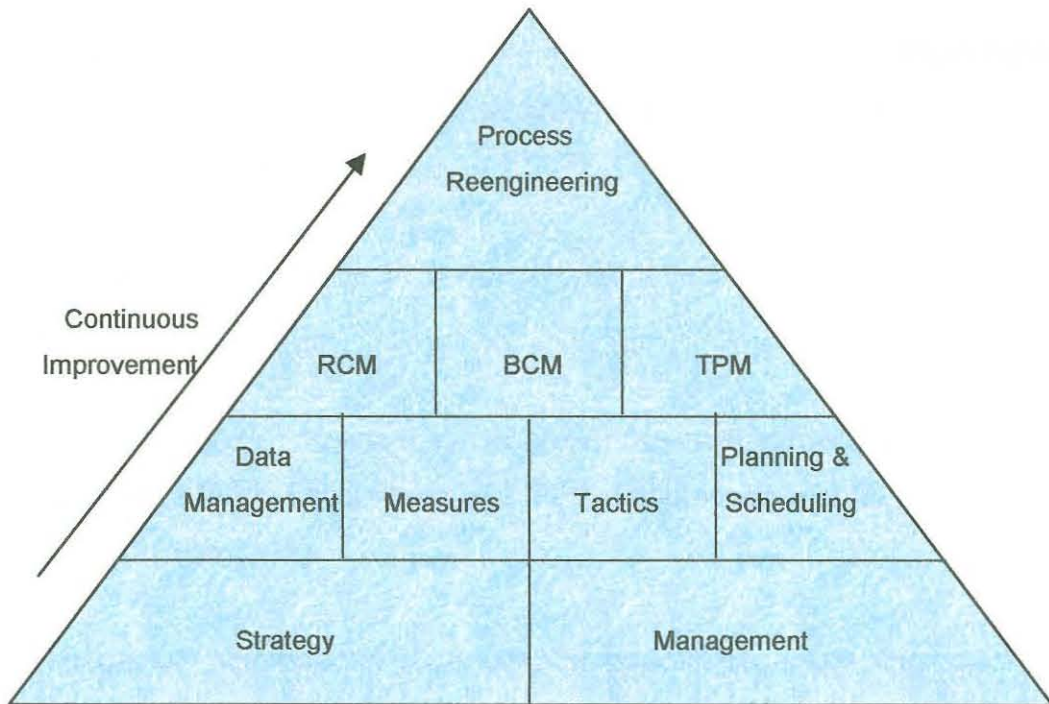 Process
Reengineering
Continuous
Improvement
RCM
BCM
TPM
Data
Management
Measures
Tactics
Planning &
Scheduling
Strategy
Management